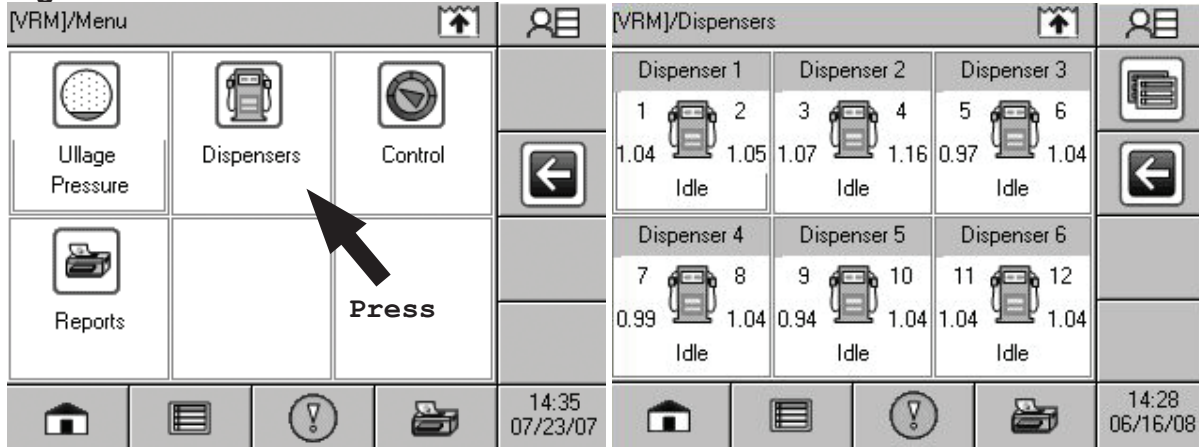 [VRM]/Menu
Ullage
Pressure
Dispensers
Control
Reports
Press
14:35
07/23/07
[VRM]/Dispensers
Dispenser 1 Dispenser 2 Dispenser 3
1 2 3 4 5 6
1.04 1.05 1.07 1.16 0.97 1.04
Idle Idle Idle
Dispenser 4 Dispenser 5 Dispenser 6
7 8 9 10 11 12
0.99 1.04 0.94 1.04 1.04 1.04
Idle Idle Idle
14:28
06/16/08